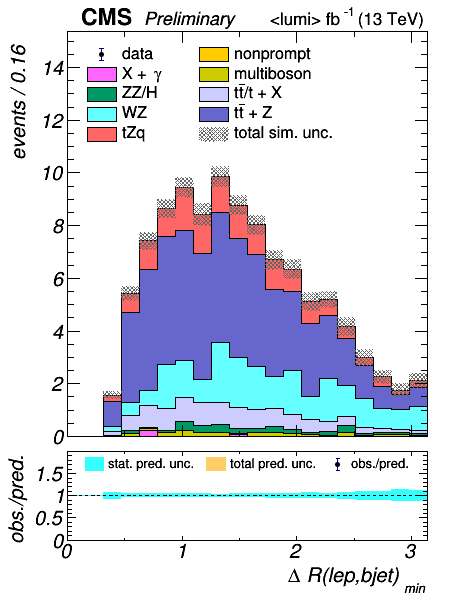 CMS Preliminary <lumi> fb⁻¹ (13 TeV)
events / 0.16
14
12
10
8
6
4
2
0
data
X + γ
ZZ/H
WZ
tZq
nonprompt
multiboson
tt̄/t + X
tt̄ + Z
total sim. unc.
obs./pred.
1.5
1
0.5
0
stat. pred. unc. total pred. unc. obs./pred.
0 1 2 3
Δ R(lep,bjet) min